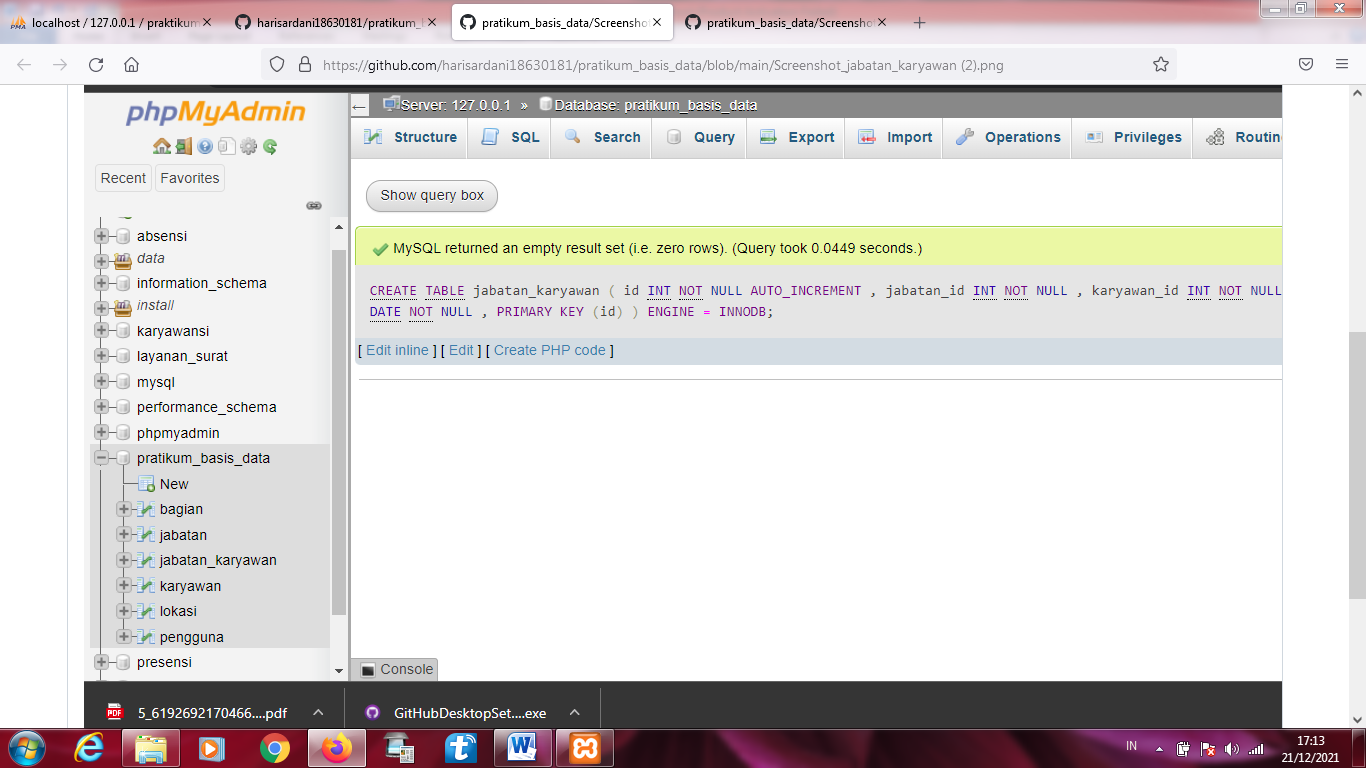 localhost / 127.0.0.1 / praktikum
harisardani18630181/pratikum_
pratikum_basis_data/Screenshot
pratikum_basis_data/Screenshot
https://github.com/harisardani18630181/pratikum_basis_data/blob/main/Screenshot_jabatan_karyawan (2).png
phpMyAdmin
Recent Favorites
Server: 127.0.0.1 » Database: pratikum_basis_data
Structure SQL Search Query Export Import Operations Privileges Routin
Show query box
MySQL returned an empty result set (i.e. zero rows). (Query took 0.0449 seconds.)
CREATE TABLE jabatan_karyawan ( id INT NOT NULL AUTO_INCREMENT , jabatan_id INT NOT NULL , karyawan_id INT NOT NULL
DATE NOT NULL , PRIMARY KEY (id) ) ENGINE = INNODB;
[ Edit inline ] [ Edit ] [ Create PHP code ]
absensi
data
information_schema
install
karyawansi
layanan_surat
mysql
performance_schema
phpmyadmin
pratikum_basis_data
New
bagian
jabatan
jabatan_karyawan
karyawan
lokasi
pengguna
presensi
Console
5_6192692170466....pdf
GitHubDesktopSet....exe
IN
17:13
21/12/2021